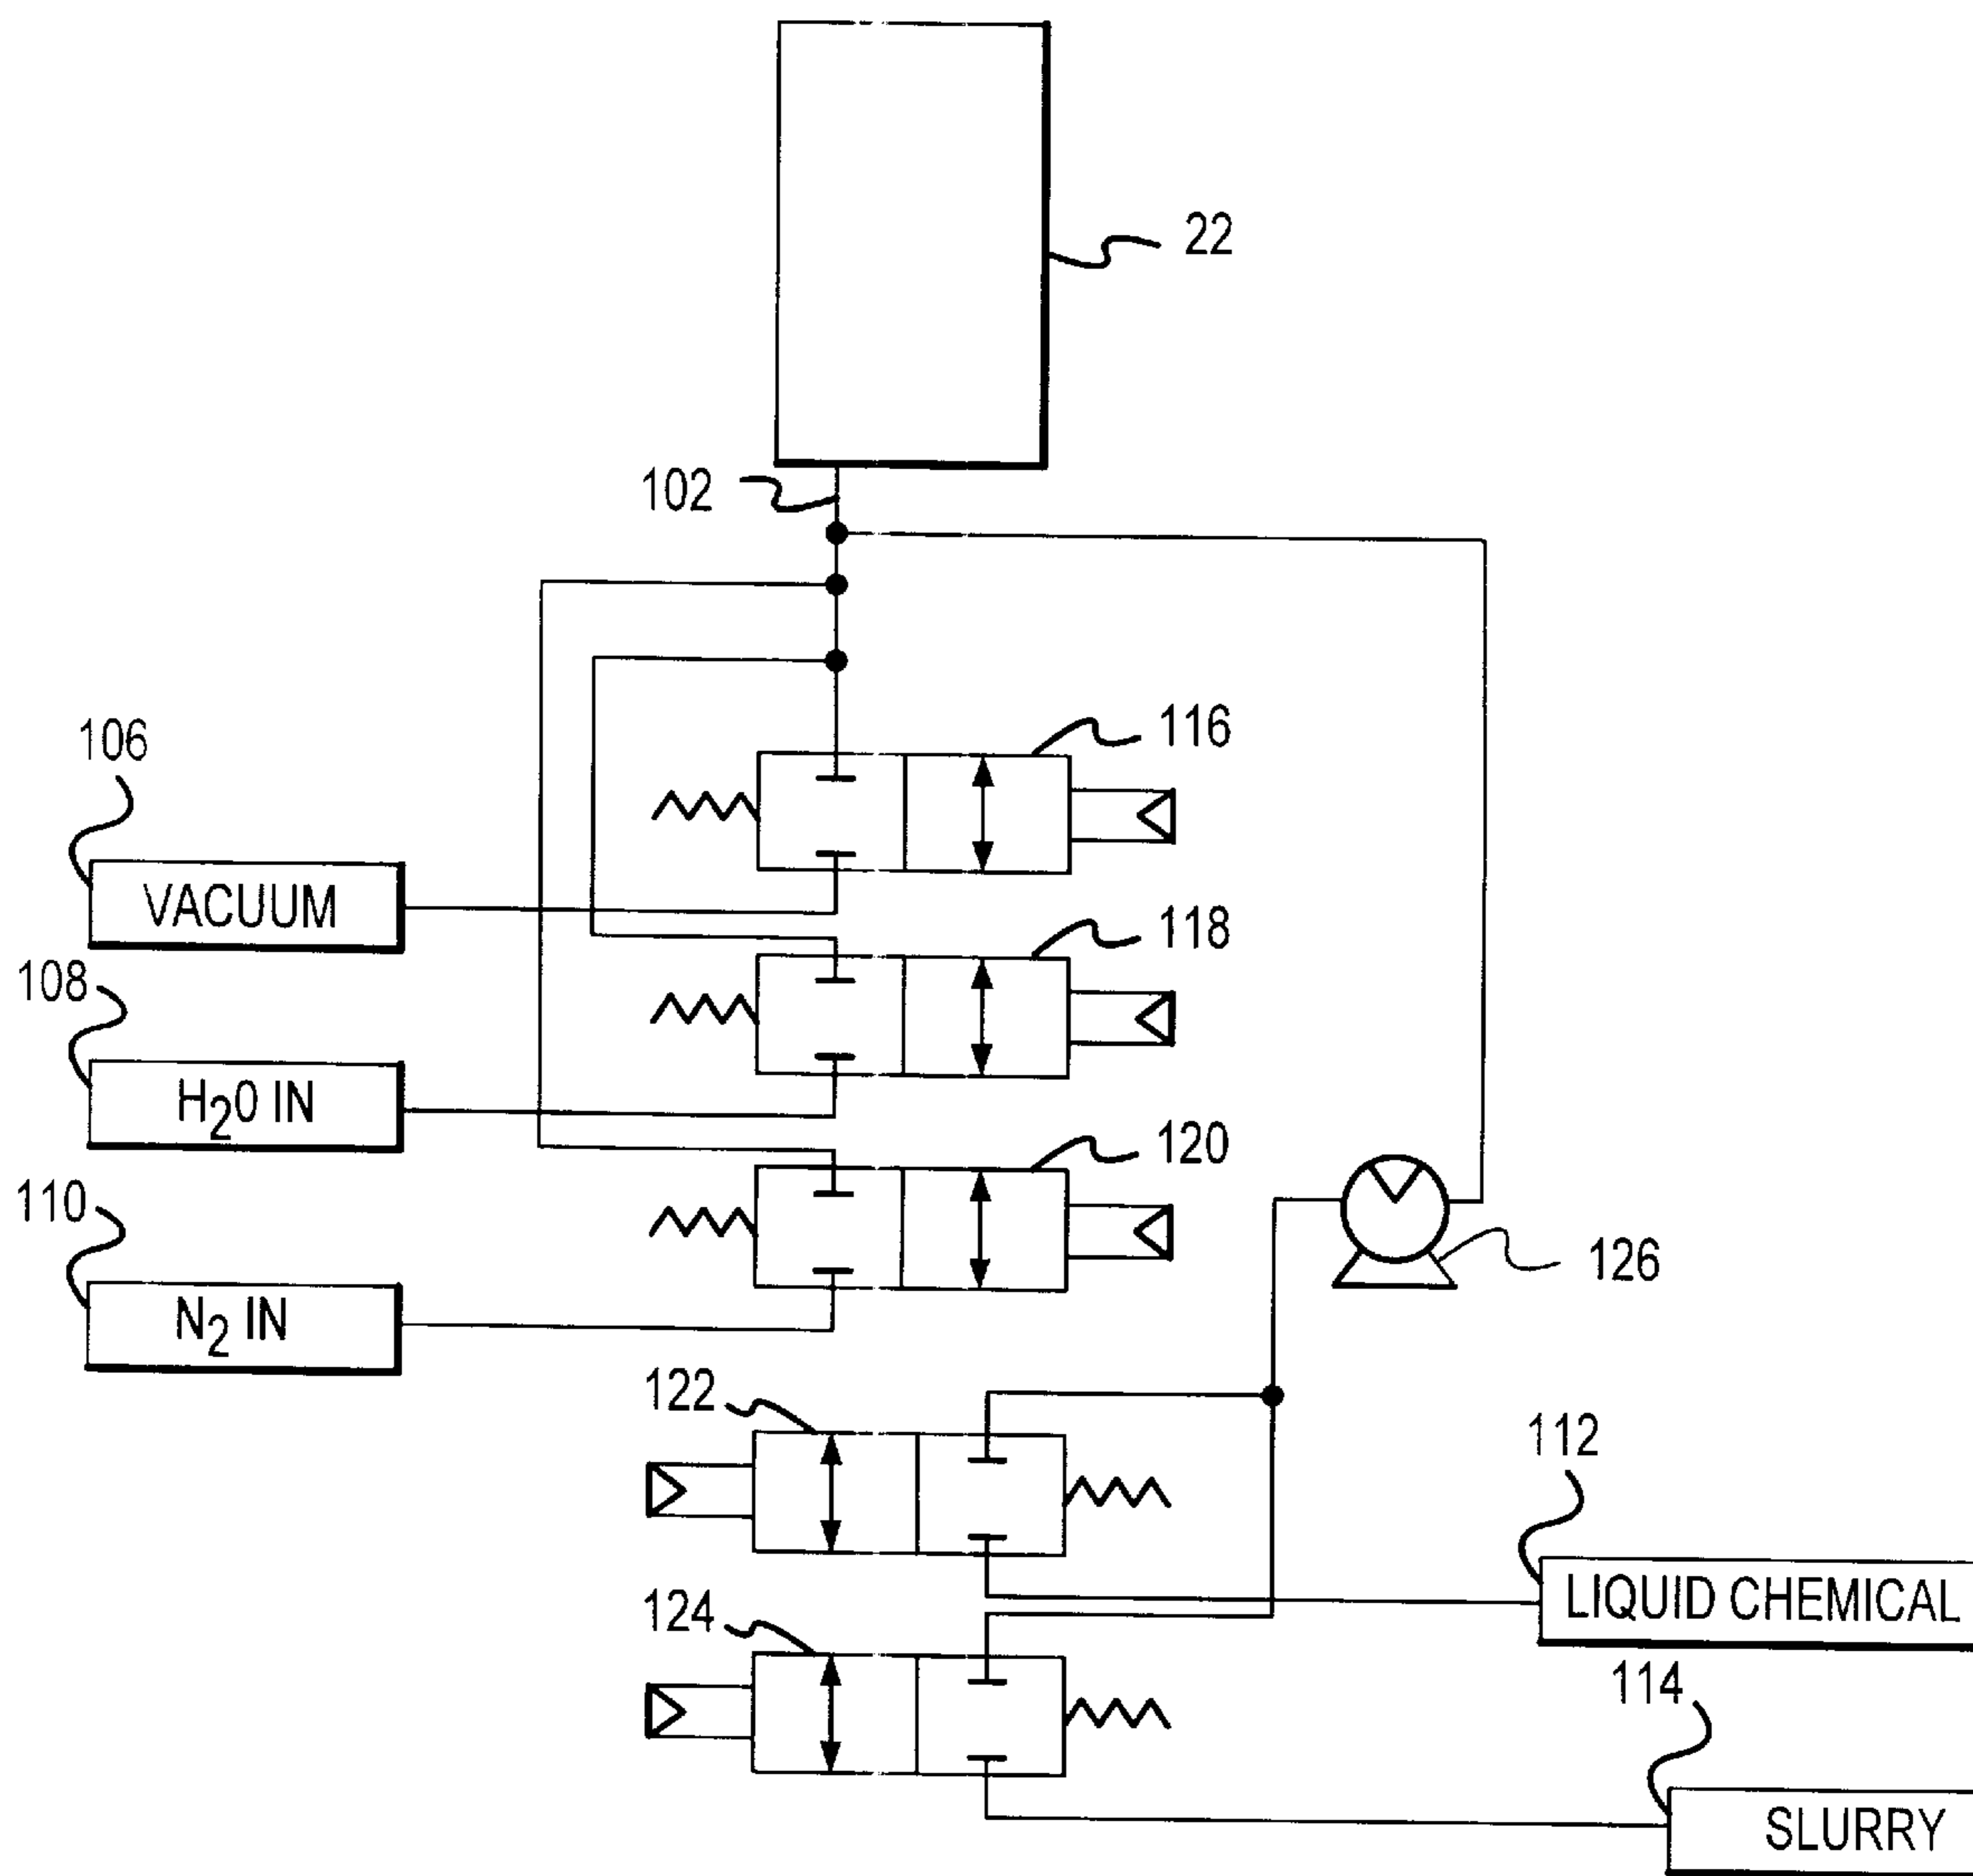 22
102
116
106
VACUUM
118
108
H₂O IN
120
110
126
N₂ IN
122
112
LIQUID CHEMICAL
124
114
SLURRY